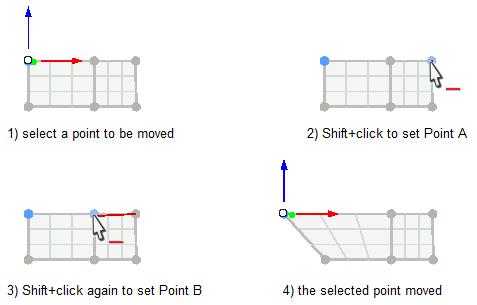 1) select a point to be moved
2) Shift+click to set Point A
3) Shift+click again to set Point B
4) the selected point moved